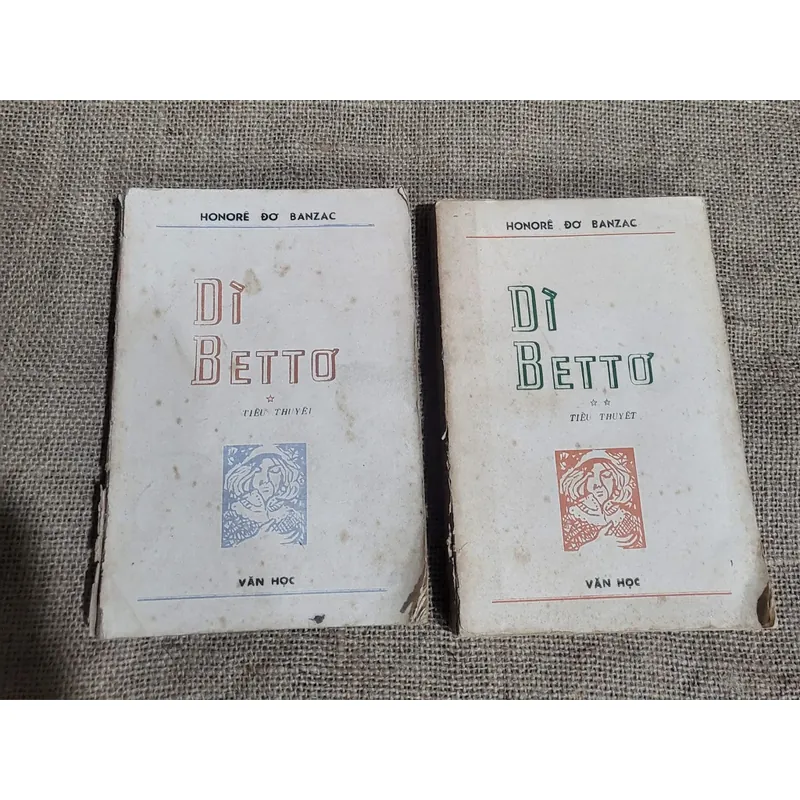 HONORÊ ĐƠ BANZAC
DÌ
BETTƠ
☆
TIỂU THUYẾT
VĂN HỌC
HONORÊ ĐƠ BANZAC
DÌ
BETTƠ
☆ ☆
TIỂU THUYẾT
VĂN HỌC